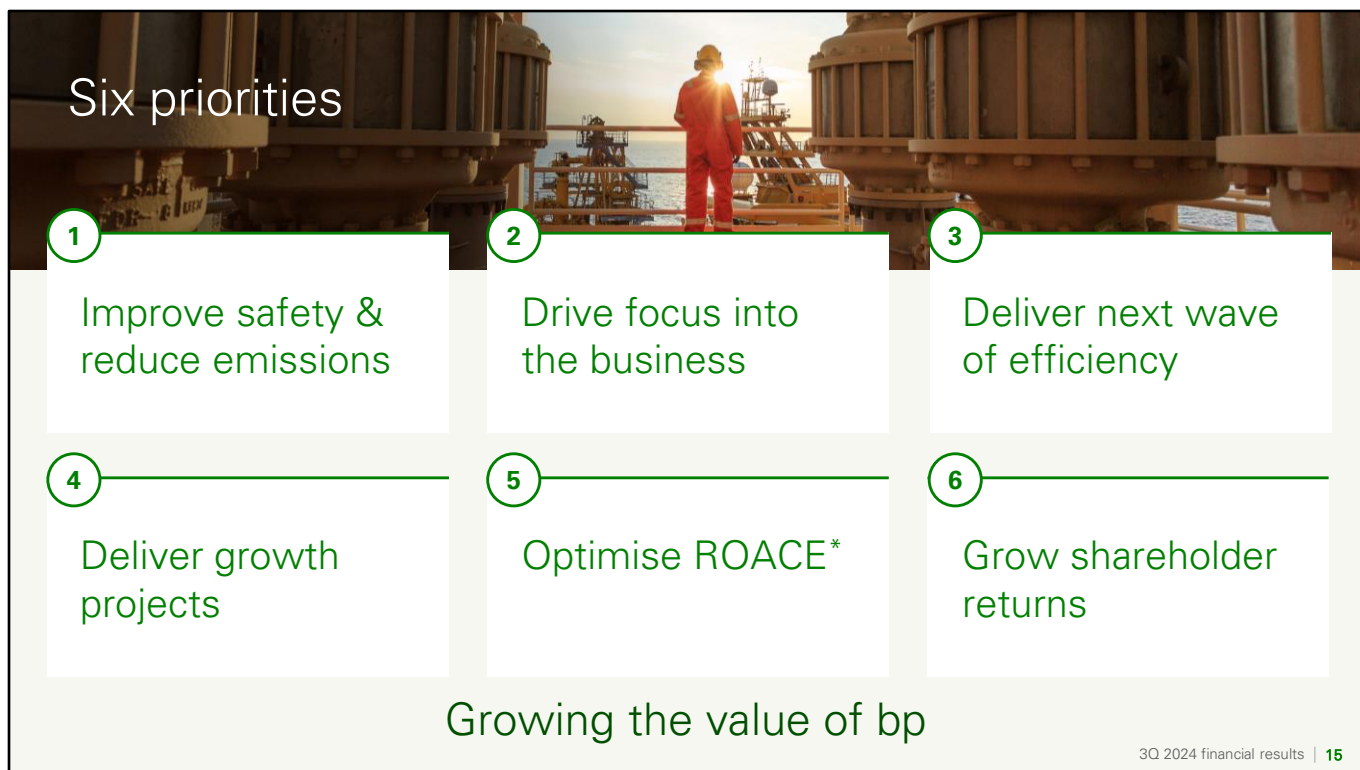 Six priorities
1
Improve safety &
reduce emissions
2
Drive focus into
the business
3
Deliver next wave
of efficiency
4
Deliver growth
projects
5
Optimise ROACE*
6
Grow shareholder
returns
Growing the value of bp
3Q 2024 financial results | 15